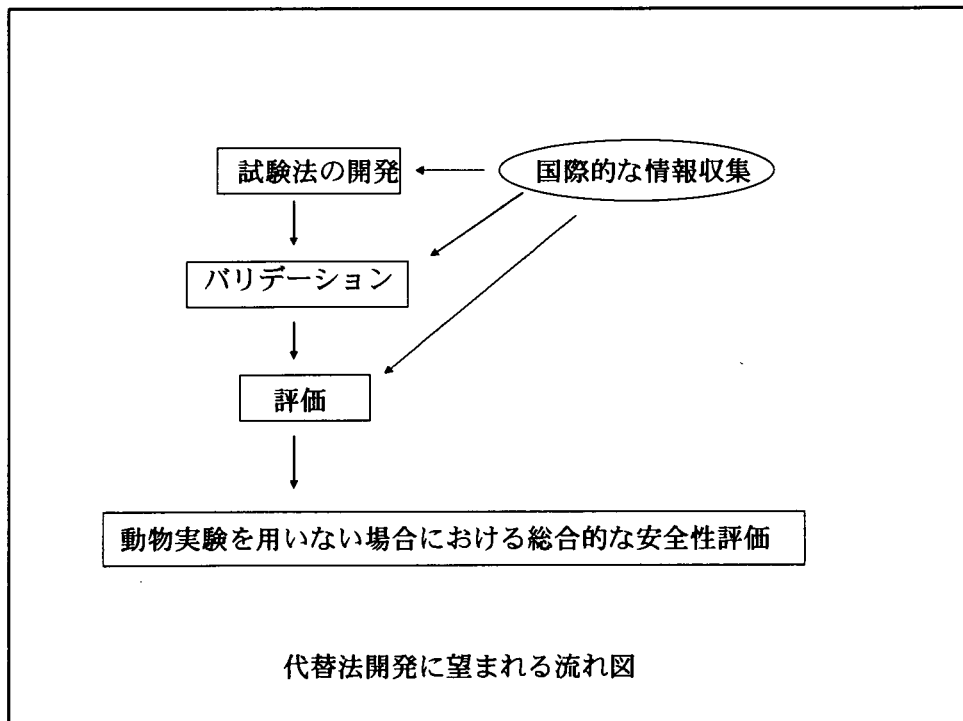 試験法の開発
国際的な情報収集
バリデーション
評価
動物実験を用いない場合における総合的な安全性評価
代替法開発に望まれる流れ図